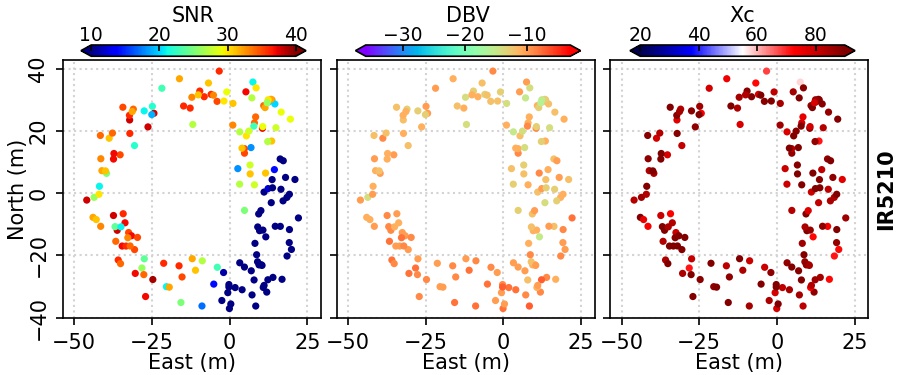 SNR DBV Xc
10 20 30 40 −30 −20 −10 20 40 60 80
40
20
0
−20
−40
North (m)
−50 −25 0 25 −50 −25 0 25 −50 −25 0 25
East (m) East (m) East (m)
IR5210